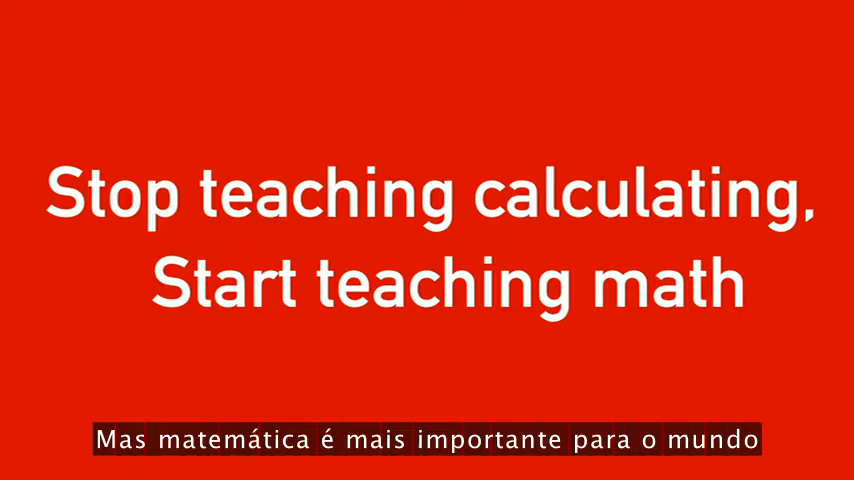 Stop teaching calculating,
Start teaching math
Mas matemática é mais importante para o mundo